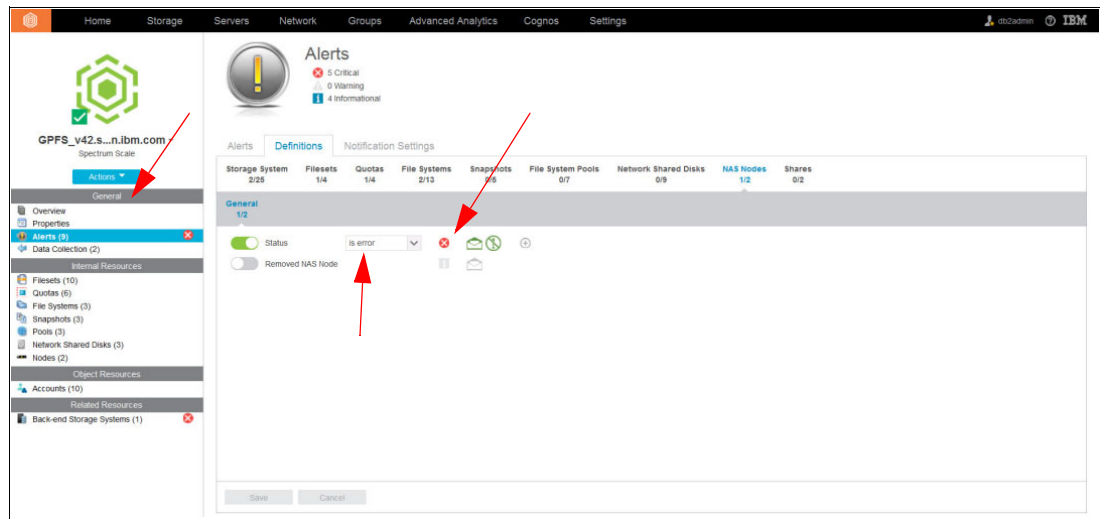 Home Storage Servers Network Groups Advanced Analytics Cognos Settings db2admin IBM
GPFS_v42.s...n.ibm.com
Spectrum Scale
Actions
General
Overview
Properties
Alerts (9)
Data Collection (2)
Internal Resources
Filesets (10)
Quotas (6)
File Systems (3)
Snapshots (3)
Pools (3)
Network Shared Disks (3)
Nodes (2)
Object Resources
Accounts (10)
Related Resources
Back-end Storage Systems (1)
Alerts
5 Critical
0 Warning
4 Informational
Alerts Definitions Notification Settings
Storage System Filesets Quotas File Systems Snapshots File System Pools Network Shared Disks NAS Nodes Shares
2/25 1/4 1/4 2/13 0/7 0/9 1/2 0/2
General
1/2
Status is error
Removed NAS Node
Save Cancel